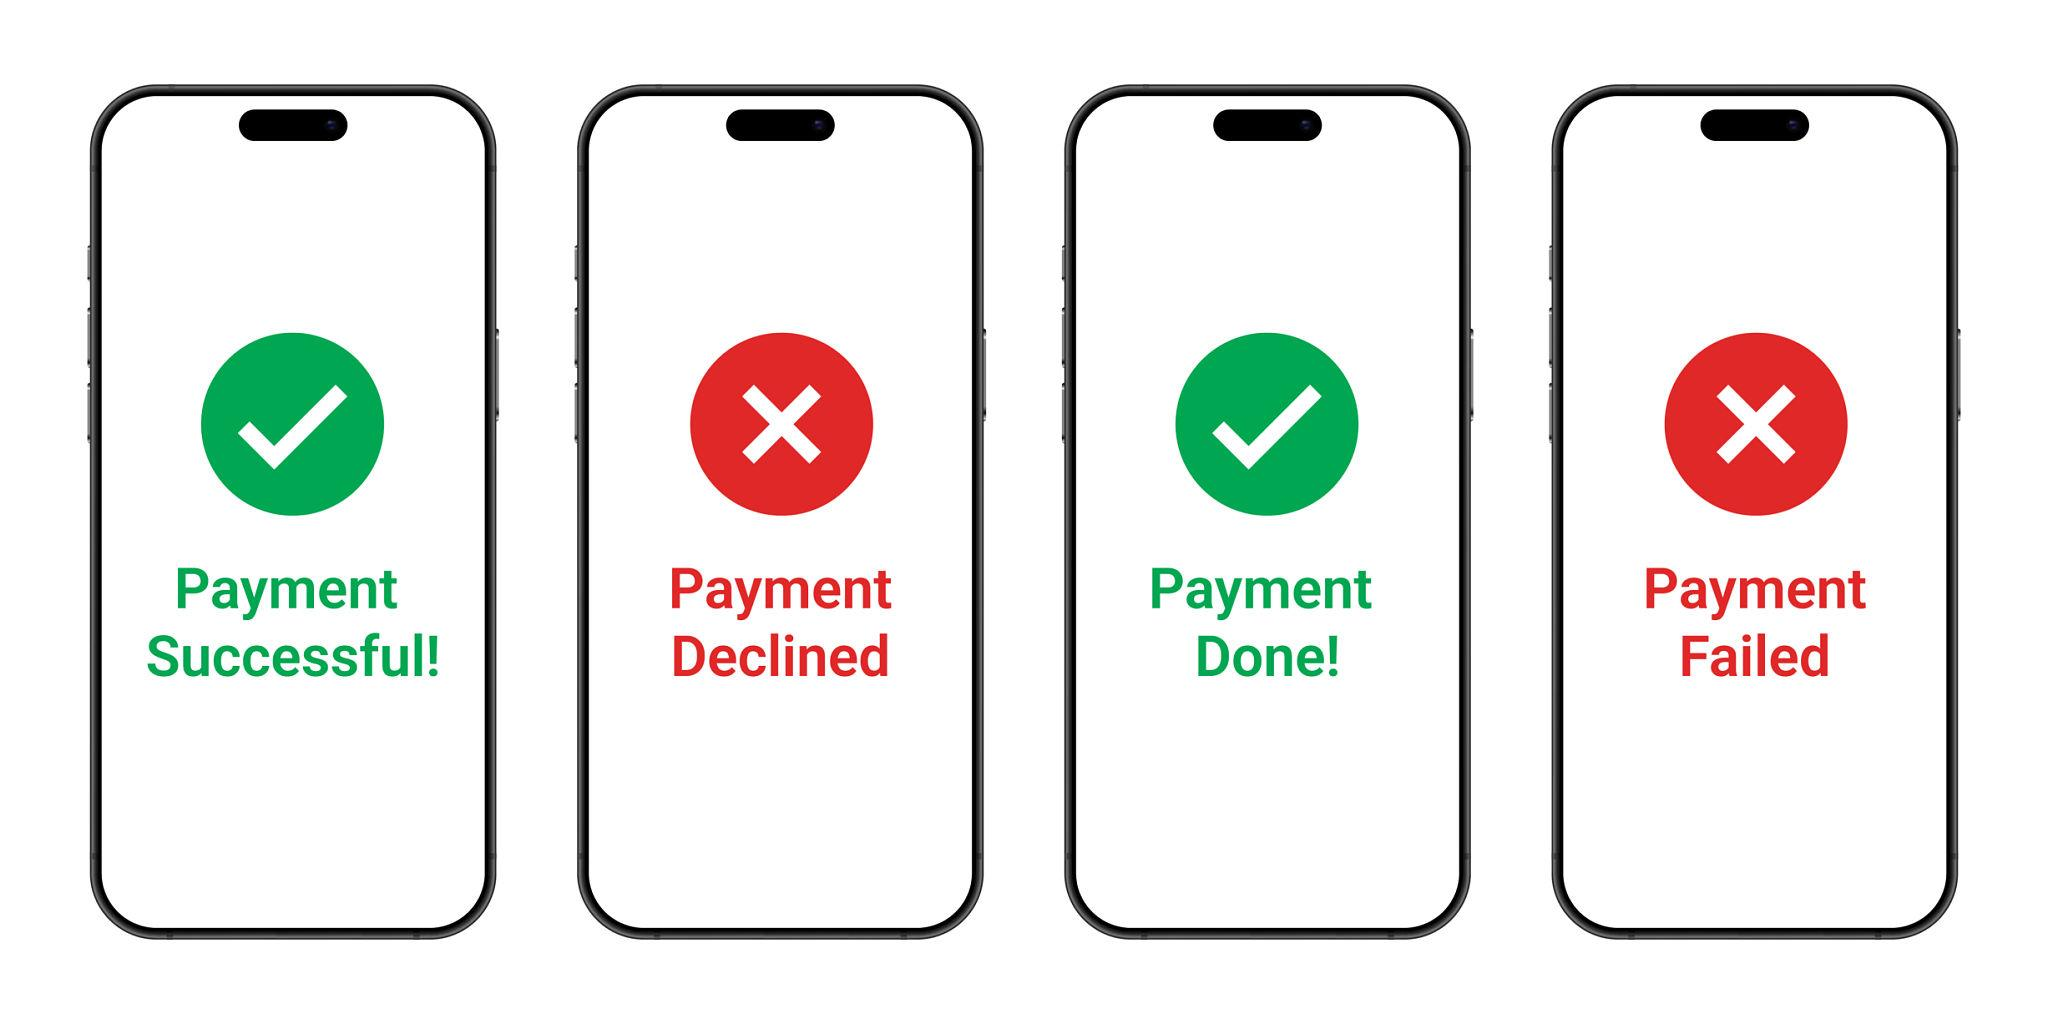 Payment
Successful!
Payment
Declined
Payment
Done!
Payment
Failed